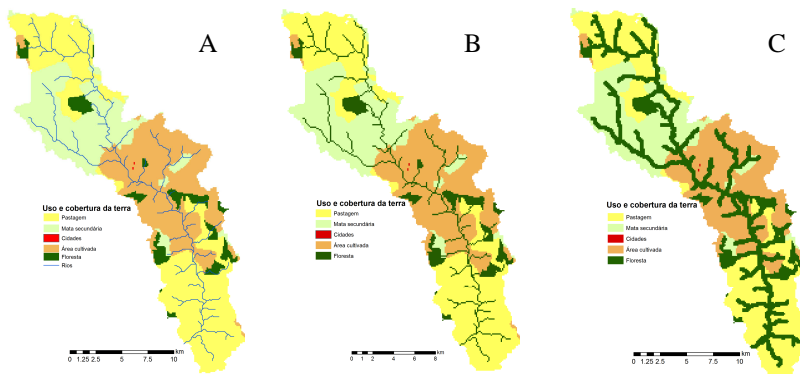 A
B
C
Uso e cobertura da terra
Pastagem
Mata secundária
Cidades
Área cultivada
Floresta
Rios
km
0 1.25 2.5 5 7.5 10
Uso e cobertura da terra
Pastagem
Mata secundária
Cidades
Área cultivada
Floresta
km
0 1 2 4 6 8
Uso e cobertura da terra
Pastagem
Mata secundária
Cidades
Área cultivada
Floresta
km
0 1.25 2.5 5 7.5 10